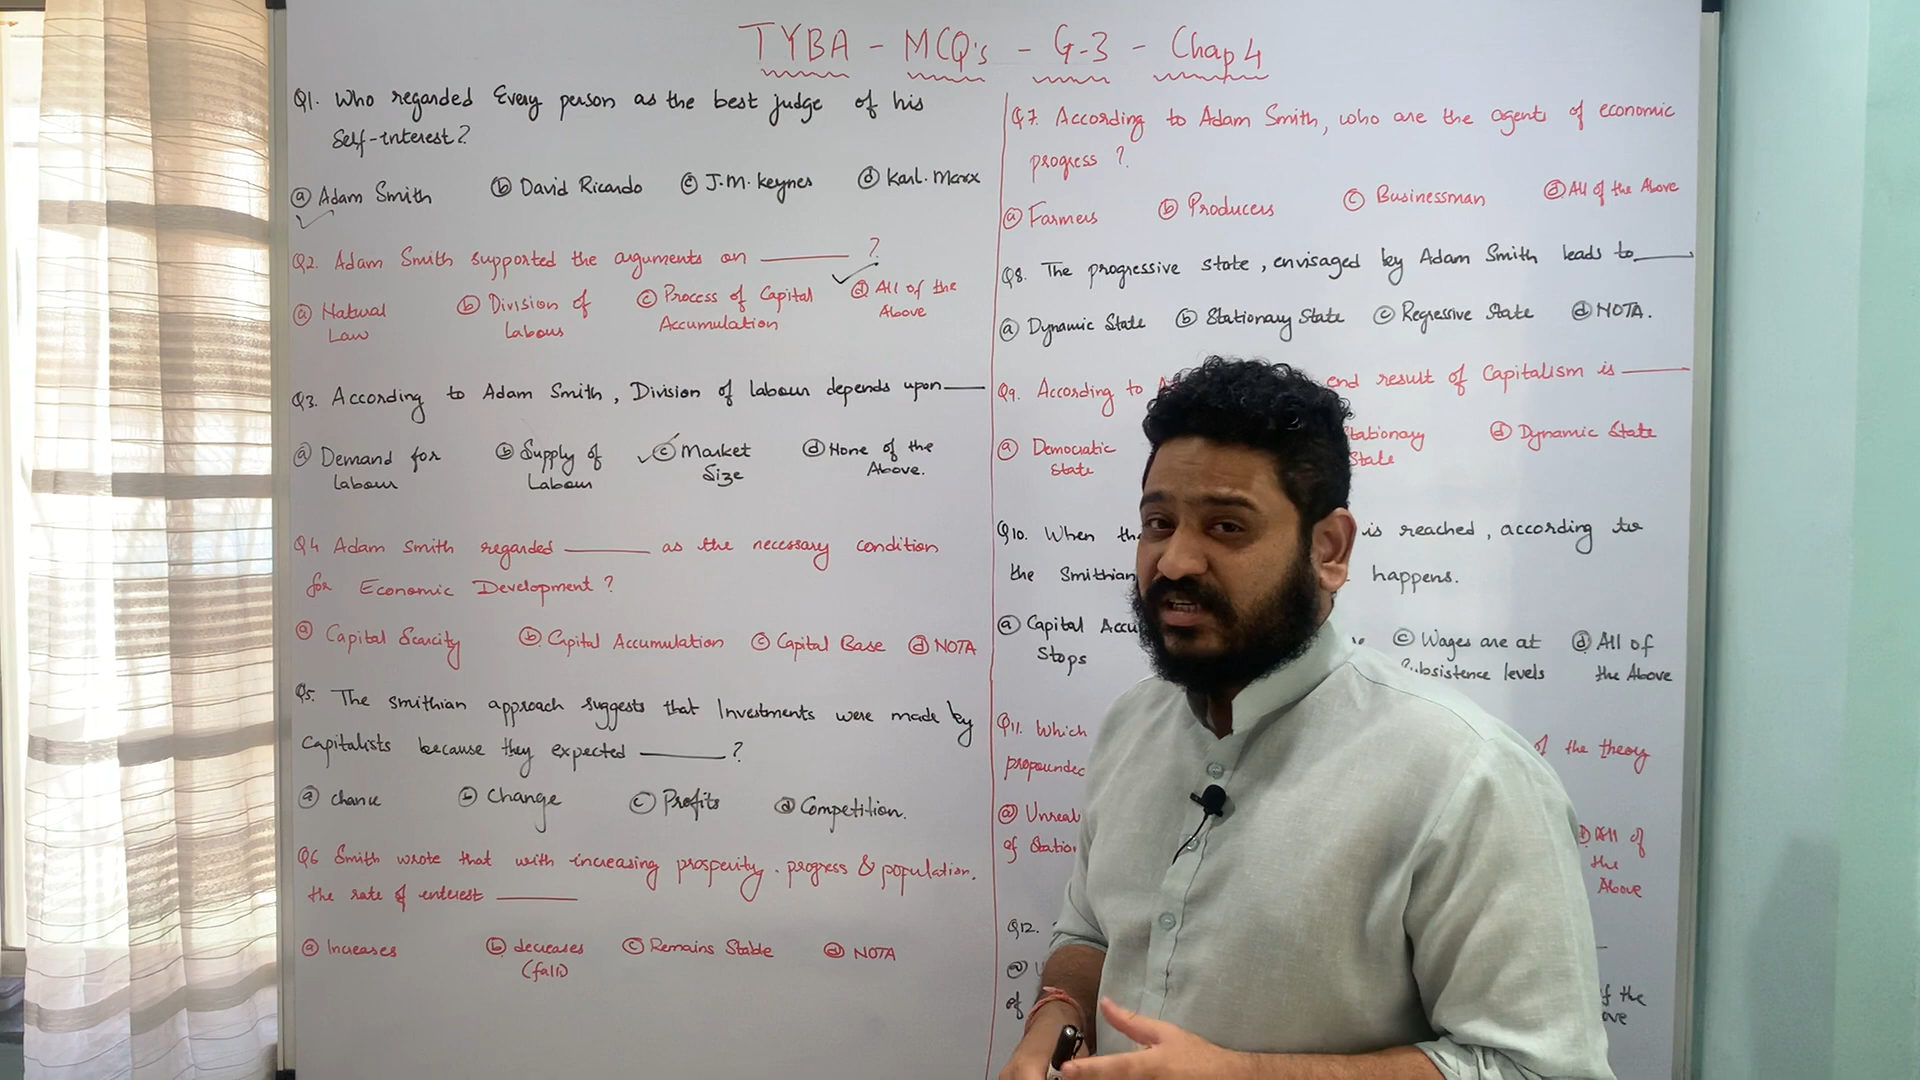 TYBA - MCQ's - G-3 - Chap 4
Q1. Who regarded Every person as the best judge of his
Self-interest?
a Adam Smith b David Ricardo c J.M. Keynes d Karl. Marx
Q2. Adam Smith supported the arguments on ______ ?
a Natural Law b Division of Labour c Process of Capital Accumulation d All of the Above
Q3. According to Adam Smith, Division of labour depends upon____
a Demand for Labour b Supply of Labour c Market Size d None of the Above.
Q4 Adam Smith regarded ______ as the necessary condition
for Economic Development?
a Capital Scarcity b Capital Accumulation c Capital Base d NOTA
Q5. The Smithian approach suggests that Investments were made by
Capitalists because they expected ______?
a Chance b Change c Profits d Competition.
Q6 Smith wrote that with increasing prosperity. progress & population.
the rate of interest ______
a Increases b decreases (fall) c Remains Stable d NOTA
Q7. According to Adam Smith, who are the agents of economic
progress ?
a Farmers b Producers c Businessman d All of the Above
Q8. The progressive state, envisaged by Adam Smith leads to____
a Dynamic State b Stationary State c Regressive State d NOTA.
Q9. According to end result of Capitalism is ____
a Democratic State Stationary State d Dynamic State
Q10. When is reached, according to
the Smithian happens.
a Capital Stops c Wages are at levels d All of the Above
Q11. Which of the theory
a of All of the Above
Q12.
of the